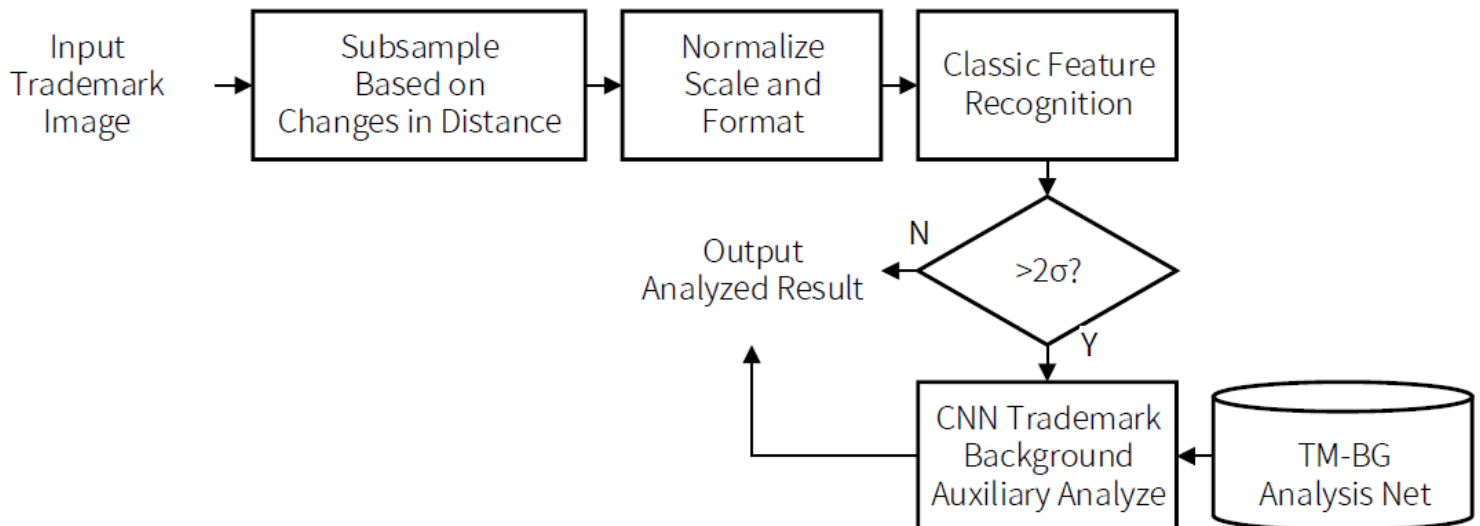 Input
Trademark
Image
Subsample
Based on
Changes in Distance
Normalize
Scale and
Format
Classic Feature
Recognition
N
>2σ?
Output
Analyzed Result
Y
CNN Trademark
Background
Auxiliary Analyze
TM-BG
Analysis Net